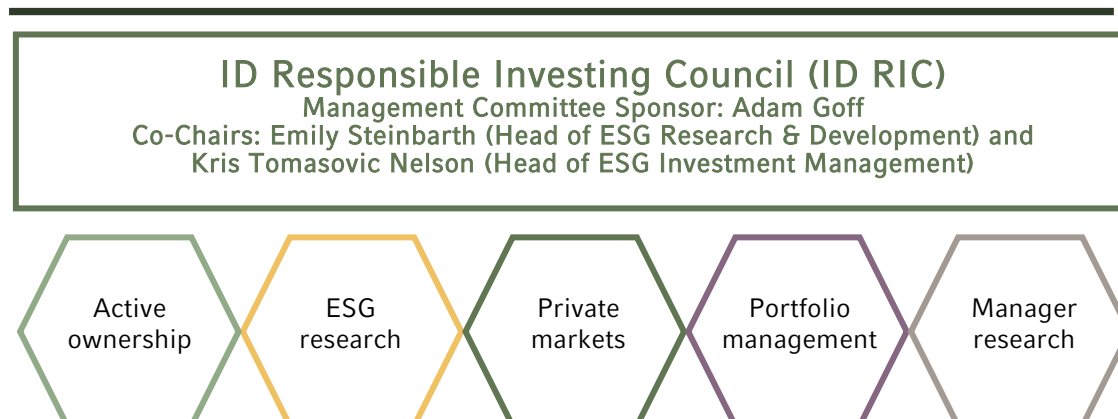 ID Responsible Investing Council (ID RIC)
Management Committee Sponsor: Adam Goff
Co-Chairs: Emily Steinbarth (Head of ESG Research & Development) and
Kris Tomasovic Nelson (Head of ESG Investment Management)
Active
ownership
ESG
research
Private
markets
Portfolio
management
Manager
research